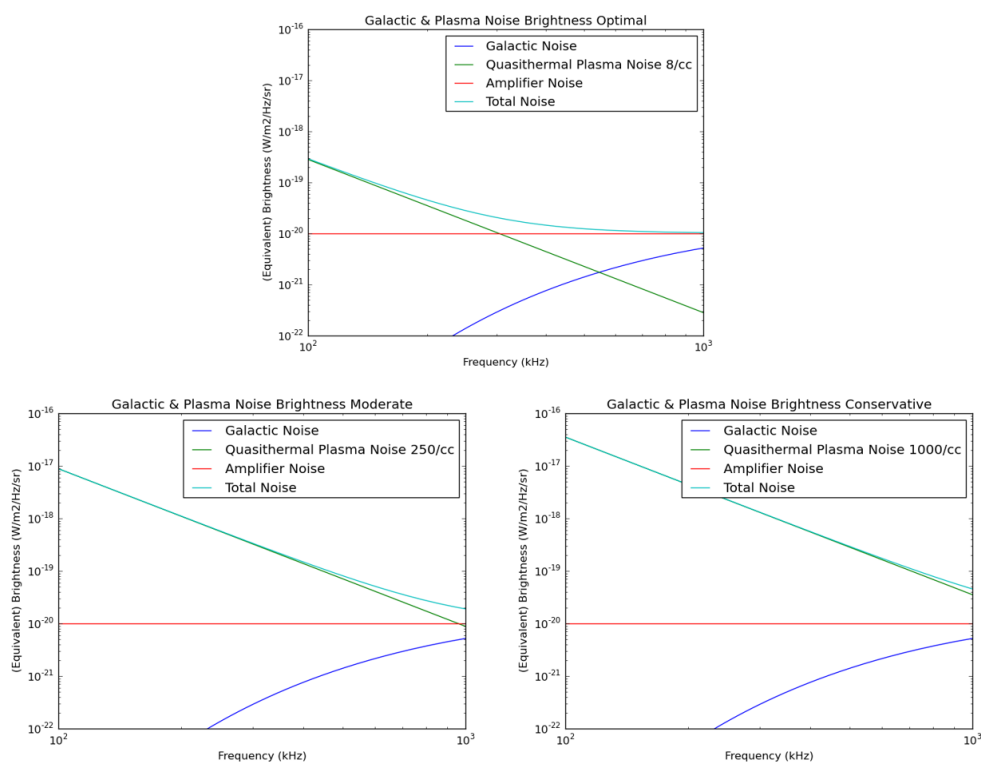 Galactic & Plasma Noise Brightness Optimal
10^-16
10^-17
10^-18
10^-19
10^-20
10^-21
10^-22
(Equivalent) Brightness (W/m2/Hz/sr)
Galactic Noise
Quasithermal Plasma Noise 8/cc
Amplifier Noise
Total Noise
10^2
10^3
Frequency (kHz)
Galactic & Plasma Noise Brightness Moderate
10^-16
10^-17
10^-18
10^-19
10^-20
10^-21
10^-22
(Equivalent) Brightness (W/m2/Hz/sr)
Galactic Noise
Quasithermal Plasma Noise 250/cc
Amplifier Noise
Total Noise
10^2
10^3
Frequency (kHz)
Galactic & Plasma Noise Brightness Conservative
10^-16
10^-17
10^-18
10^-19
10^-20
10^-21
10^-22
(Equivalent) Brightness (W/m2/Hz/sr)
Galactic Noise
Quasithermal Plasma Noise 1000/cc
Amplifier Noise
Total Noise
10^2
10^3
Frequency (kHz)